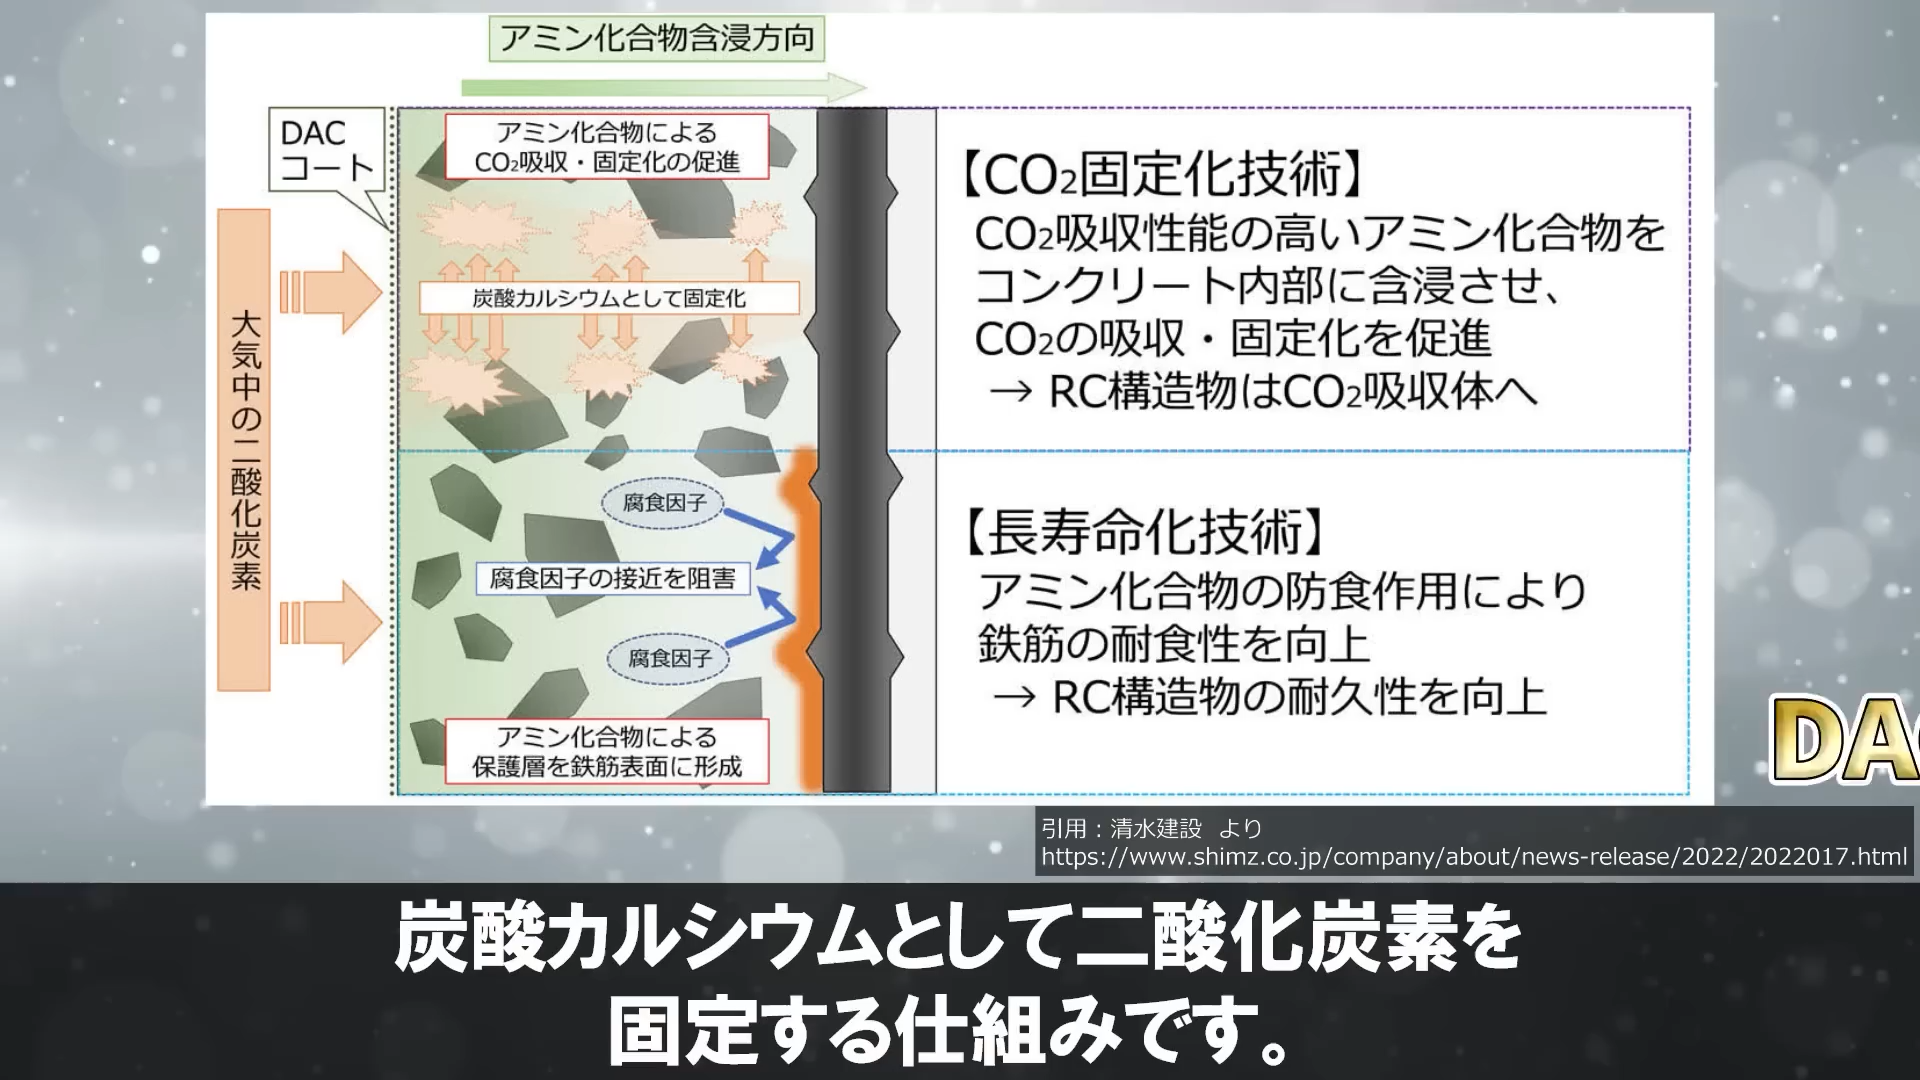 アミン化合物含浸方向
DAC
コート
アミン化合物による
CO₂吸収・固定化の促進
炭酸カルシウムとして固定化
大気中の二酸化炭素
腐食因子
腐食因子の接近を阻害
腐食因子
アミン化合物による
保護層を鉄筋表面に形成
【CO₂固定化技術】
CO₂吸収性能の高いアミン化合物を
コンクリート内部に含浸させ、
CO₂の吸収・固定化を促進
→ RC構造物はCO₂吸収体へ
【長寿命化技術】
アミン化合物の防食作用により
鉄筋の耐食性を向上
→ RC構造物の耐久性を向上
DA
引用：清水建設　より
https://www.shimz.co.jp/company/about/news-release/2022/2022017.html
炭酸カルシウムとして二酸化炭素を
固定する仕組みです。